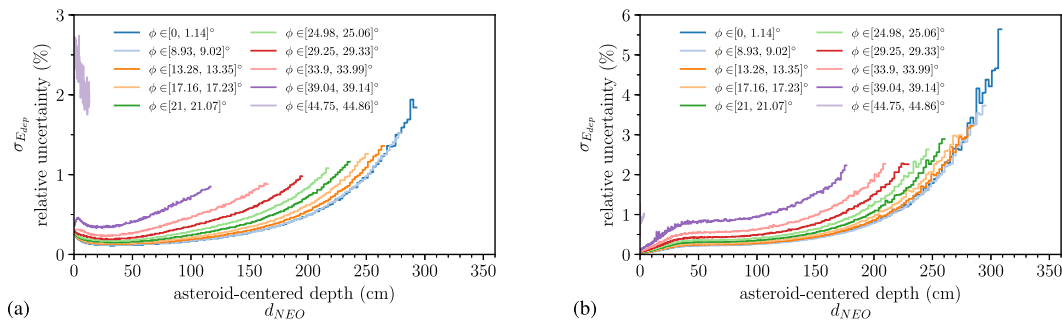 3
2
1
0
σ_{E_{dep}}
relative uncertainty (%)
ϕ ∈[0, 1.14]° ϕ ∈[24.98, 25.06]°
ϕ ∈[8.93, 9.02]° ϕ ∈[29.25, 29.33]°
ϕ ∈[13.28, 13.35]° ϕ ∈[33.9, 33.99]°
ϕ ∈[17.16, 17.23]° ϕ ∈[39.04, 39.14]°
ϕ ∈[21, 21.07]° ϕ ∈[44.75, 44.86]°
0 50 100 150 200 250 300 350
asteroid-centered depth (cm)
d_{NEO}
(a)
6
5
4
3
2
1
0
σ_{E_{dep}}
relative uncertainty (%)
ϕ ∈[0, 1.14]° ϕ ∈[24.98, 25.06]°
ϕ ∈[8.93, 9.02]° ϕ ∈[29.25, 29.33]°
ϕ ∈[13.28, 13.35]° ϕ ∈[33.9, 33.99]°
ϕ ∈[17.16, 17.23]° ϕ ∈[39.04, 39.14]°
ϕ ∈[21, 21.07]° ϕ ∈[44.75, 44.86]°
0 50 100 150 200 250 300 350
asteroid-centered depth (cm)
d_{NEO}
(b)